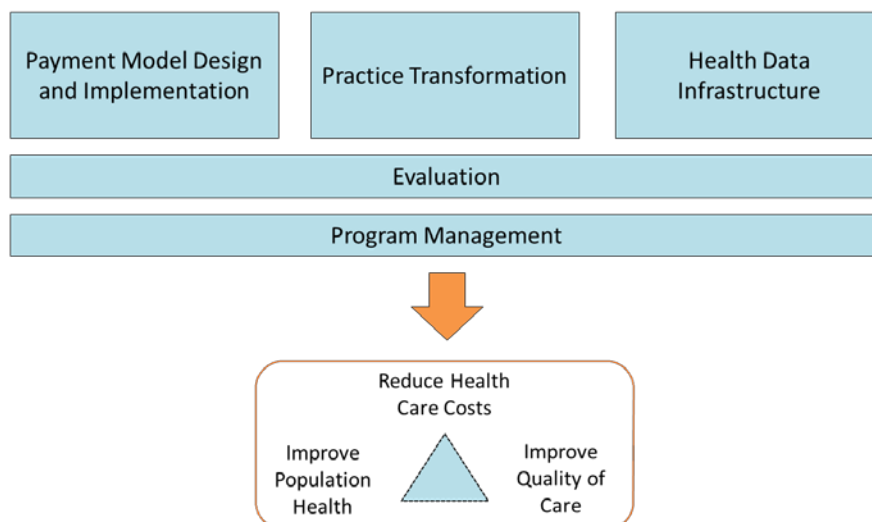 Payment Model Design
and Implementation
Practice Transformation
Health Data
Infrastructure
Evaluation
Program Management
Reduce Health
Care Costs
Improve
Population
Health
Improve
Quality of
Care